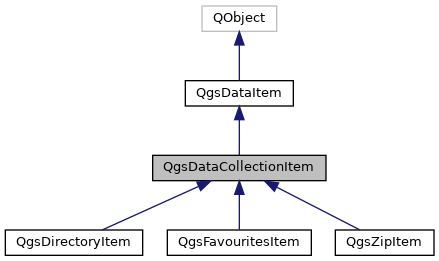 QObject
QgsDataItem
QgsDataCollectionItem
QgsDirectoryItem
QgsFavouritesItem
QgsZipItem